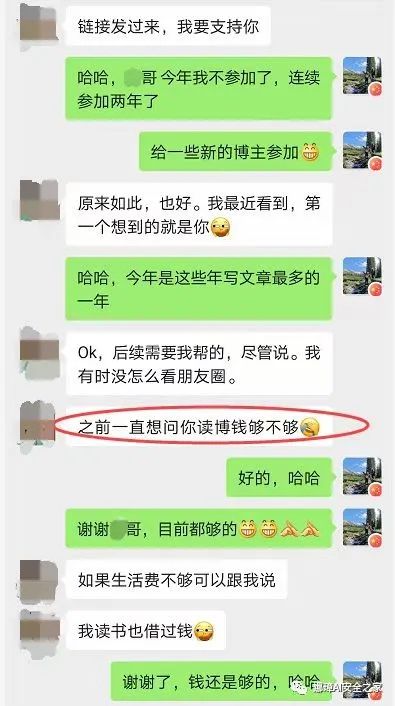 链接发过来，我要支持你
哈哈，哥 今年我不参加了，连续
参加两年了
给一些新的博主参加
原来如此，也好。我最近看到，第
一个想到的就是你
哈哈，今年是这些年写文章最多的
一年
Ok，后续需要我帮的，尽管说。我
有时没怎么看朋友圈。
之前一直想问你读博钱够不够
好的，哈哈
谢谢哥，目前都够的
如果生活费不够可以跟我说
我读书也借过钱
谢谢了，钱还是够的，哈哈
娜璋AI安全之家